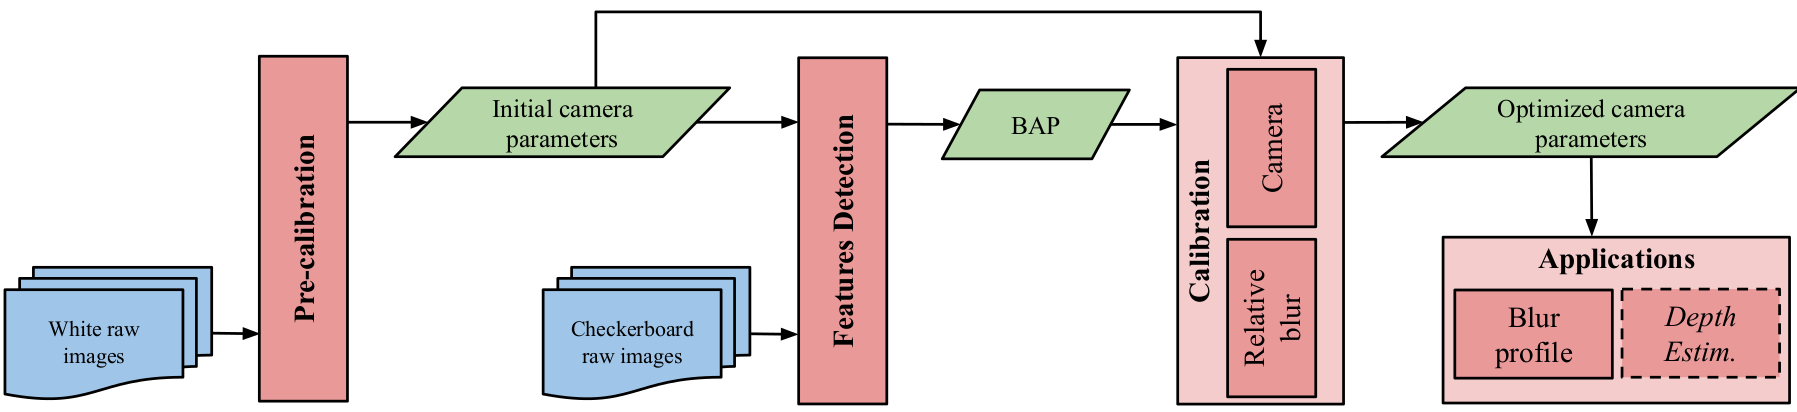 White raw
images
Pre-calibration
Initial camera
parameters
Checkerboard
raw images
Features Detection
BAP
Calibration
Camera
Relative
blur
Optimized camera
parameters
Applications
Blur
profile
Depth
Estim.